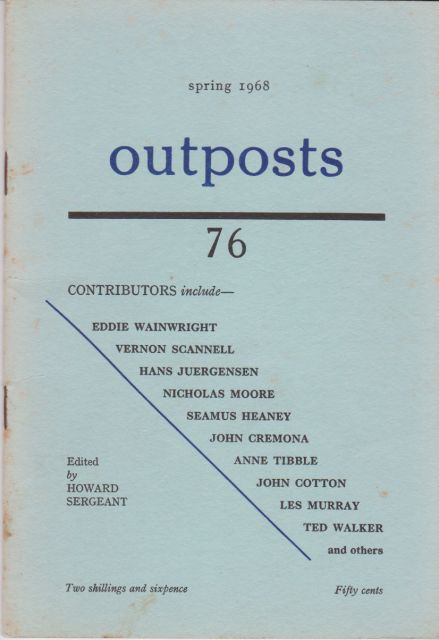 spring 1968
outposts
76
CONTRIBUTORS include—
EDDIE WAINWRIGHT
VERNON SCANNELL
HANS JUERGENSEN
NICHOLAS MOORE
SEAMUS HEANEY
JOHN CREMONA
ANNE TIBBLE
JOHN COTTON
LES MURRAY
TED WALKER
and others
Edited
by
HOWARD
SERGEANT
Two shillings and sixpence
Fifty cents